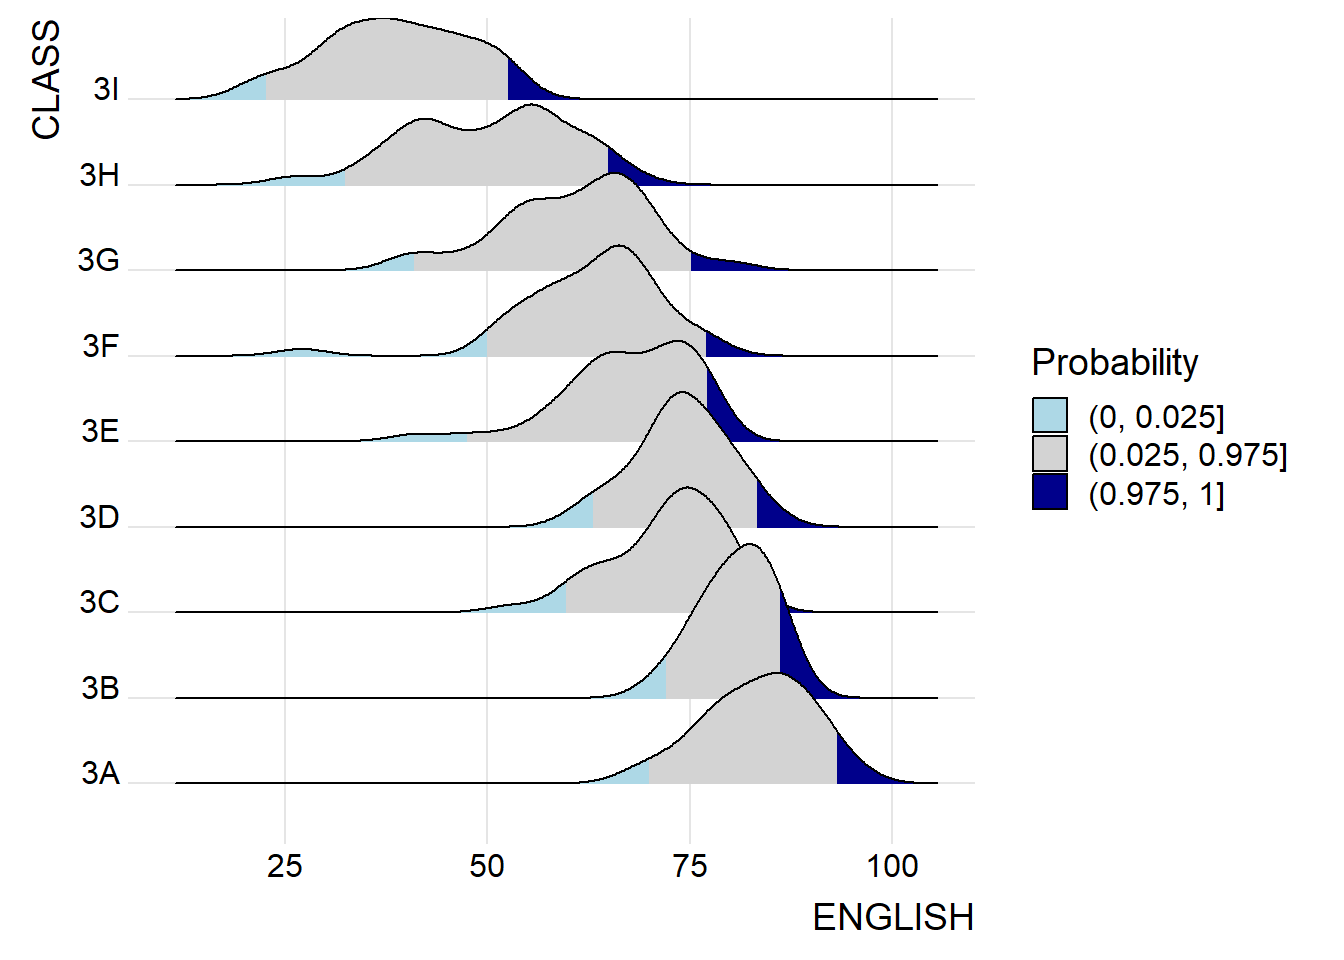 CLASS
3I
3H
3G
3F
3E
3D
3C
3B
3A
25 50 75 100
ENGLISH
Probability
(0, 0.025]
(0.025, 0.975]
(0.975, 1]